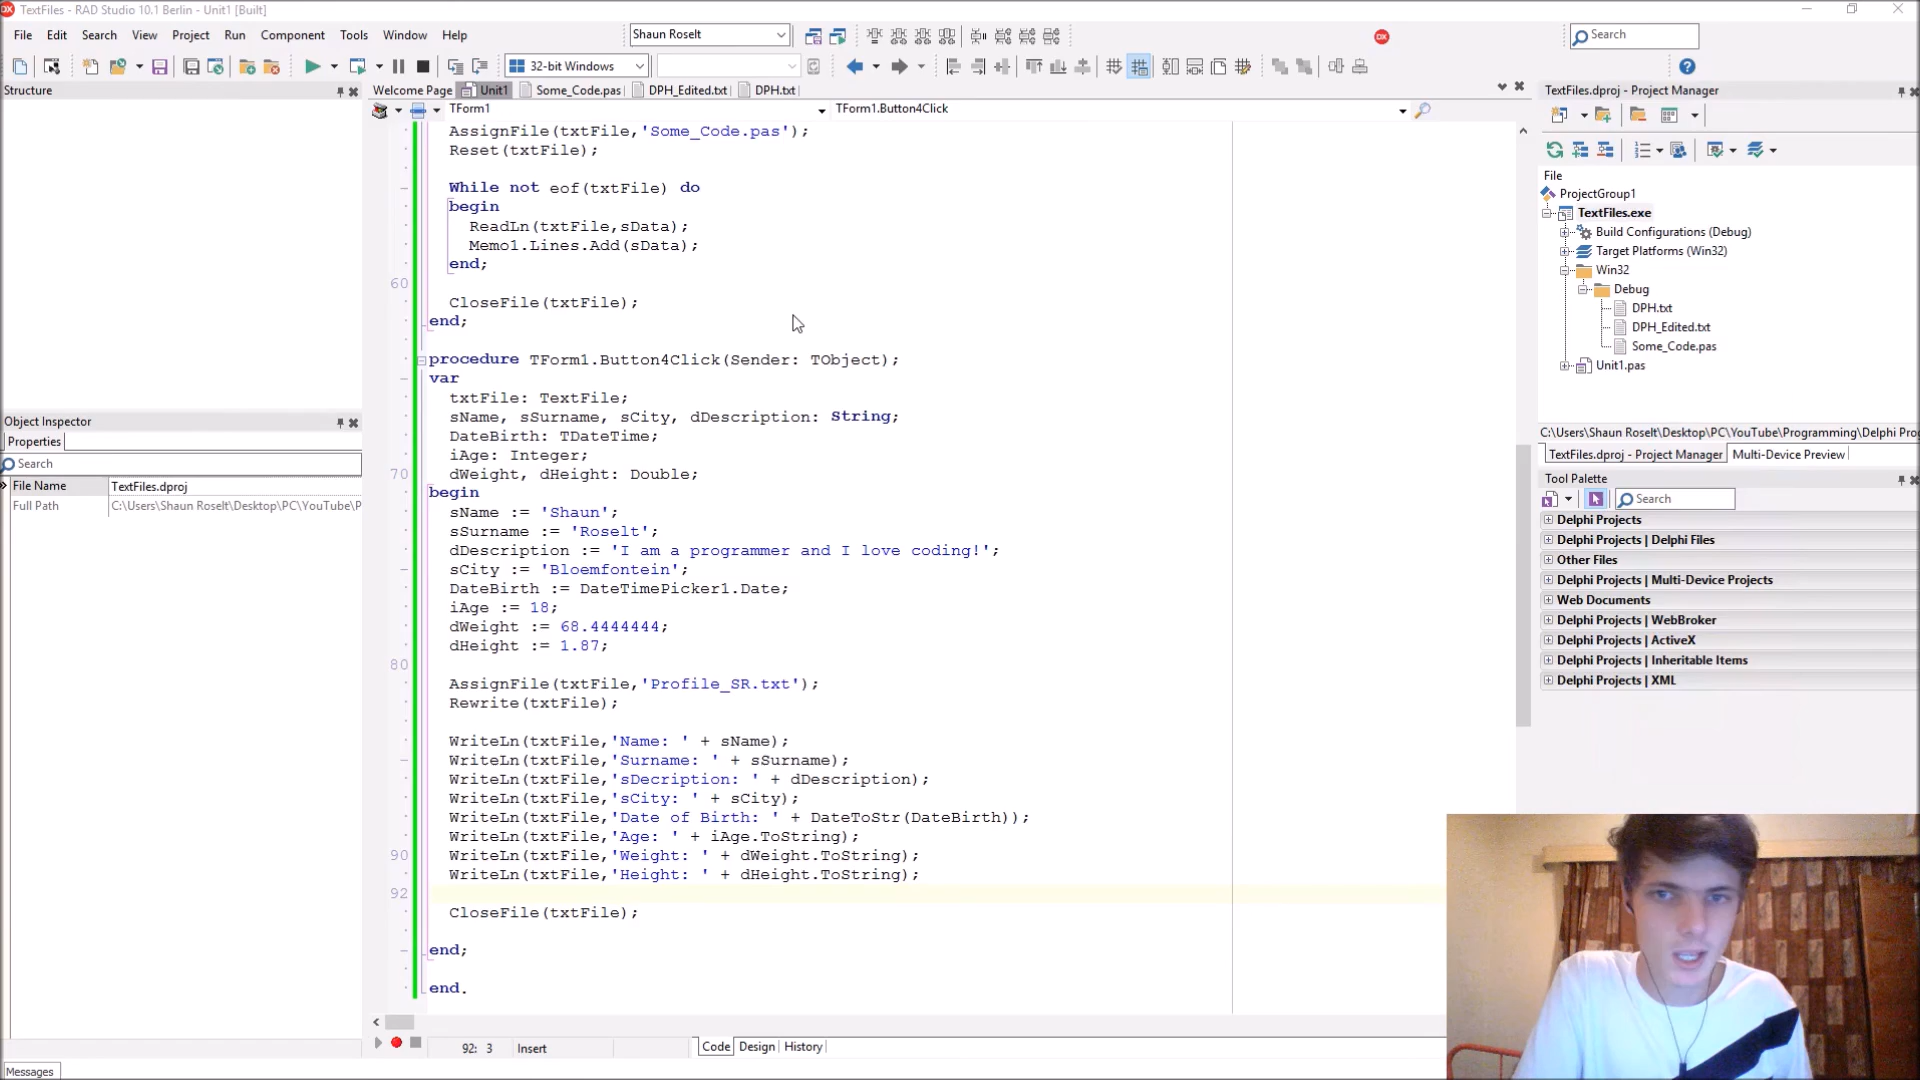 TextFiles - RAD Studio 10.1 Berlin - Unit1 [Built]
File Edit Search View Project Run Component Tools Window Help
Shaun Roselt
Search
32-bit Windows
Structure
Welcome Page Unit1 Some_Code.pas DPH_Edited.txt DPH.txt
TForm1 TForm1.Button4Click
AssignFile(txtFile,'Some_Code.pas');
Reset(txtFile);
While not eof(txtFile) do
begin
ReadLn(txtFile,sData);
Memo1.Lines.Add(sData);
end;
60
CloseFile(txtFile);
end;
procedure TForm1.Button4Click(Sender: TObject);
var
txtFile: TextFile;
sName, sSurname, sCity, dDescription: String;
DateBirth: TDateTime;
iAge: Integer;
70 dWeight, dHeight: Double;
begin
sName := 'Shaun';
sSurname := 'Roselt';
dDescription := 'I am a programmer and I love coding!';
sCity := 'Bloemfontein';
DateBirth := DateTimePicker1.Date;
iAge := 18;
dWeight := 68.4444444;
dHeight := 1.87;
80
AssignFile(txtFile,'Profile_SR.txt');
Rewrite(txtFile);
WriteLn(txtFile,'Name: ' + sName);
WriteLn(txtFile,'Surname: ' + sSurname);
WriteLn(txtFile,'sDecription: ' + dDescription);
WriteLn(txtFile,'sCity: ' + sCity);
WriteLn(txtFile,'Date of Birth: ' + DateToStr(DateBirth));
WriteLn(txtFile,'Age: ' + iAge.ToString);
90 WriteLn(txtFile,'Weight: ' + dWeight.ToString);
WriteLn(txtFile,'Height: ' + dHeight.ToString);
92
CloseFile(txtFile);
end;
end.
92: 3 Insert
Code Design History
Object Inspector
Properties
Search
File Name TextFiles.dproj
Full Path C:\Users\Shaun Roselt\Desktop\PC\YouTube\P
Messages
TextFiles.dproj - Project Manager
File
ProjectGroup1
TextFiles.exe
Build Configurations (Debug)
Target Platforms (Win32)
Win32
Debug
DPH.txt
DPH_Edited.txt
Some_Code.pas
Unit1.pas
C:\Users\Shaun Roselt\Desktop\PC\YouTube\Programming\Delphi Pro
TextFiles.dproj - Project Manager Multi-Device Preview
Tool Palette
Search
Delphi Projects
Delphi Projects | Delphi Files
Other Files
Delphi Projects | Multi-Device Projects
Web Documents
Delphi Projects | WebBroker
Delphi Projects | ActiveX
Delphi Projects | Inheritable Items
Delphi Projects | XML